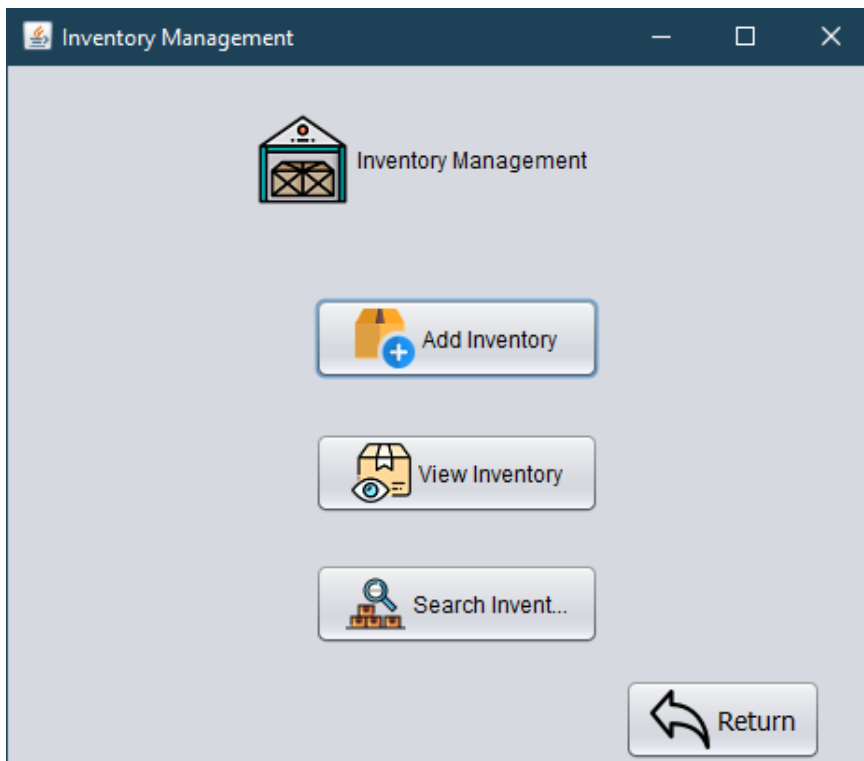 Inventory Management
Inventory Management
Add Inventory
View Inventory
Search Invent...
Return